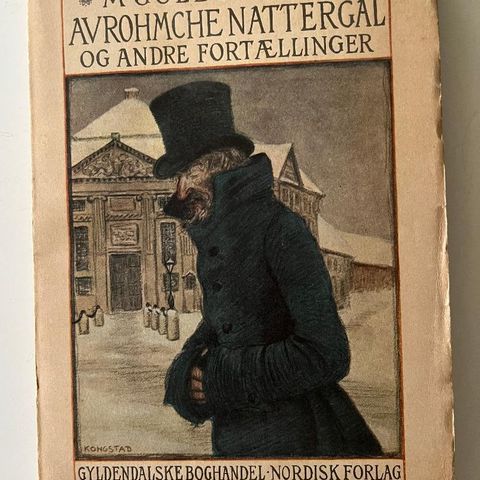 AVROHMCHE NATTERGAL
OG ANDRE FORTÆLLINGER
KONGSTAD
GYLDENDALSKE BOGHANDEL · NORDISK FORLAG